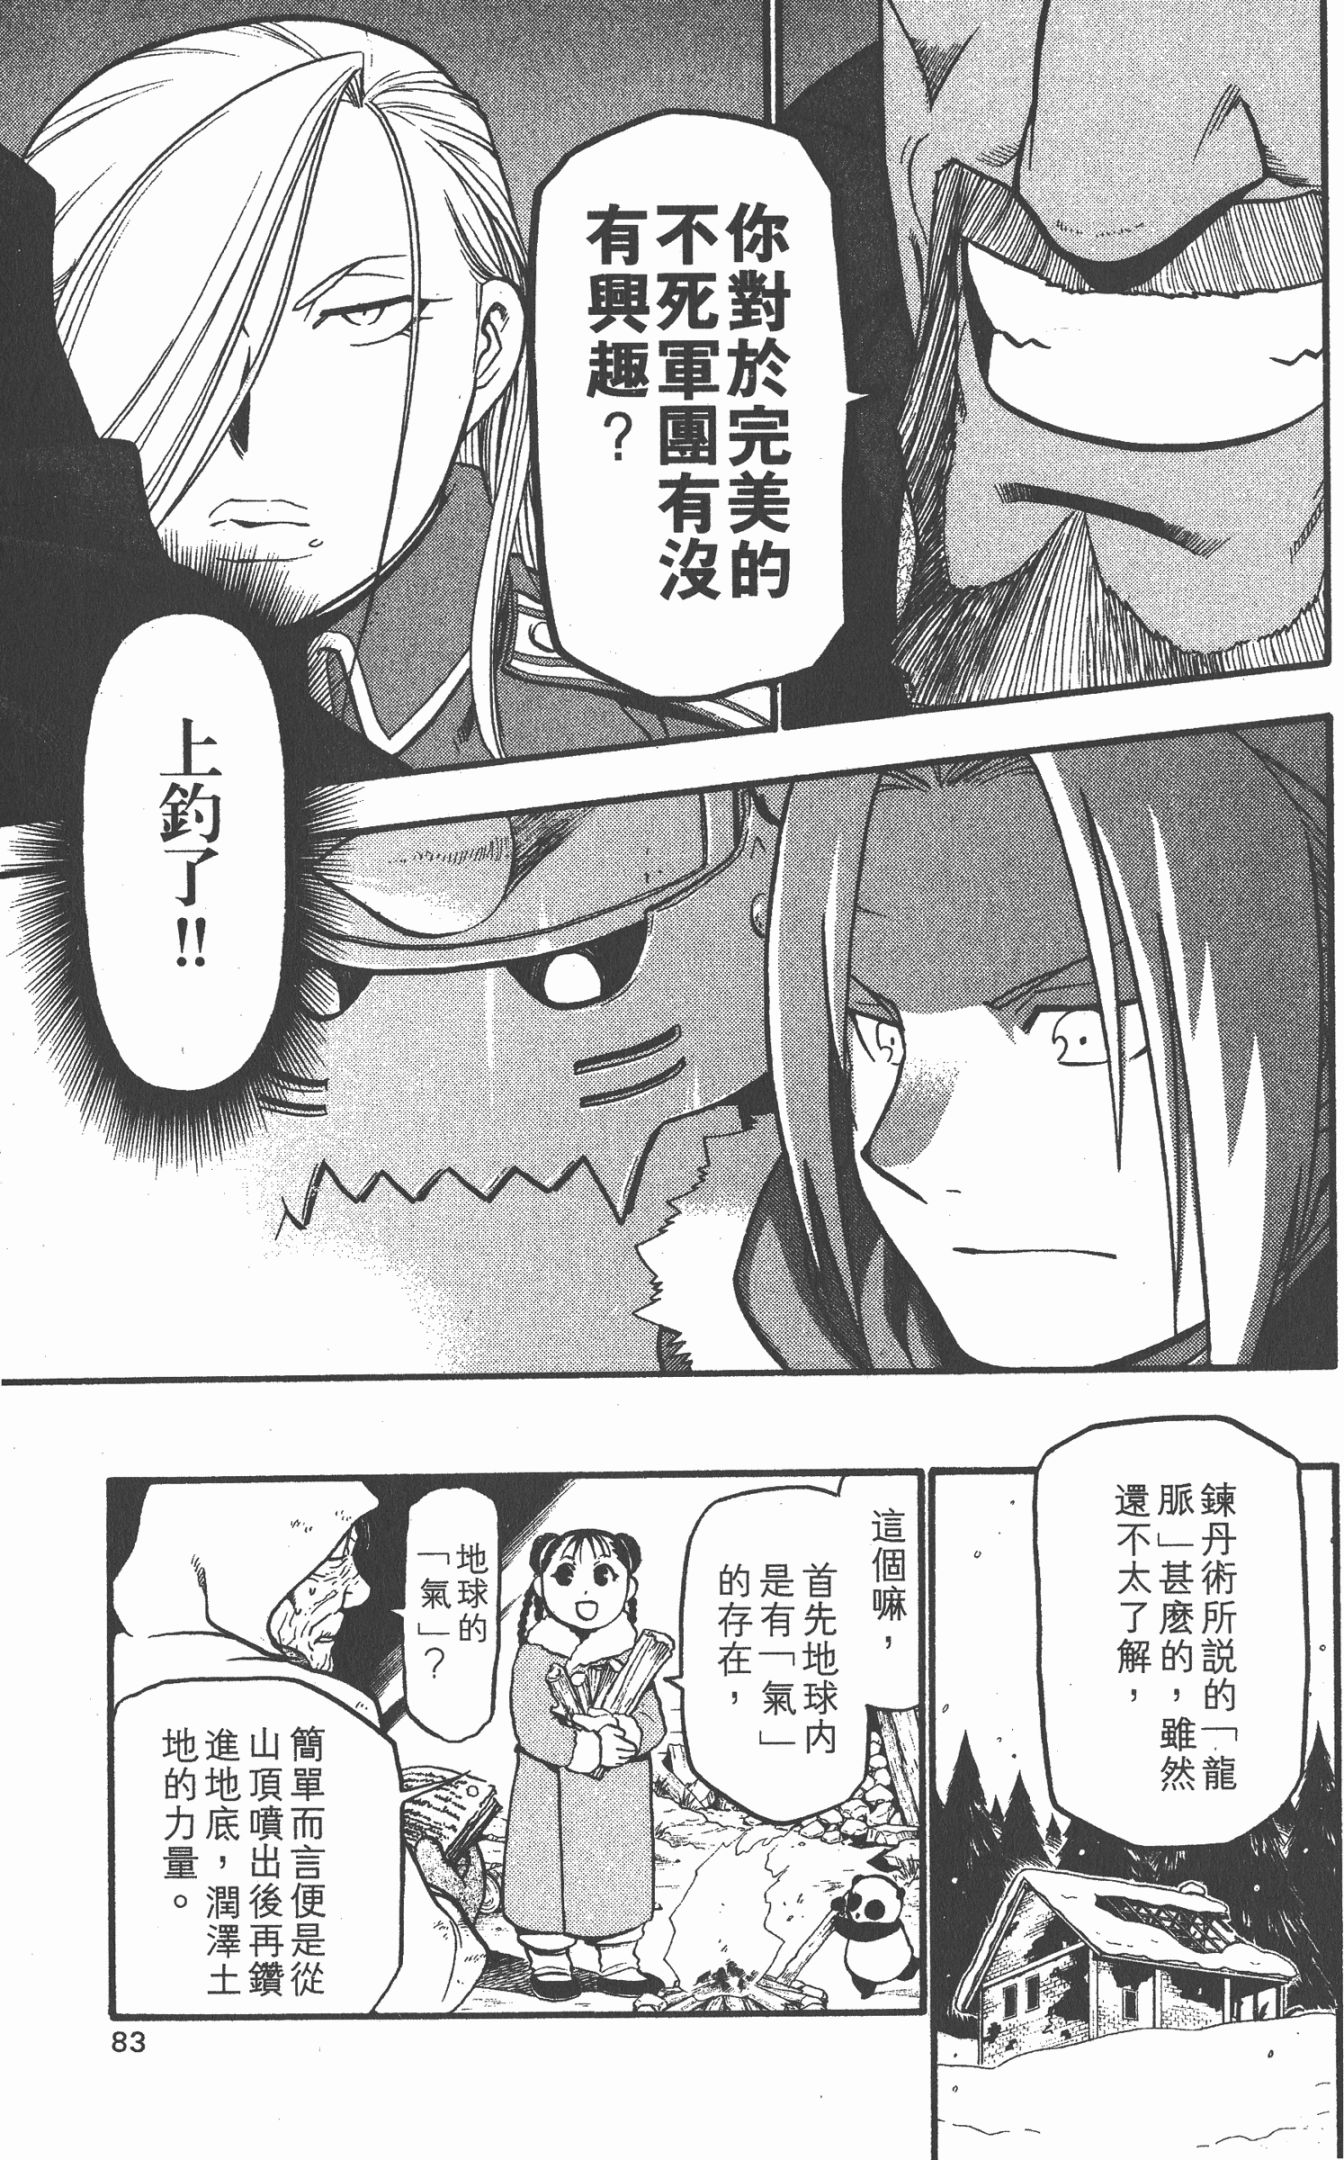 你對於完美的
不死軍團有沒
有興趣？
上釣了!!
鍊丹術所說的「龍
脈」甚麽的，雖然
還不太了解，
這個嘛，
首先地球内
是有「氣」
的存在，
地球的
「氣」？
簡單而言便是從
山頂噴出後再鑽
進地底，潤澤土
地的力量。
83